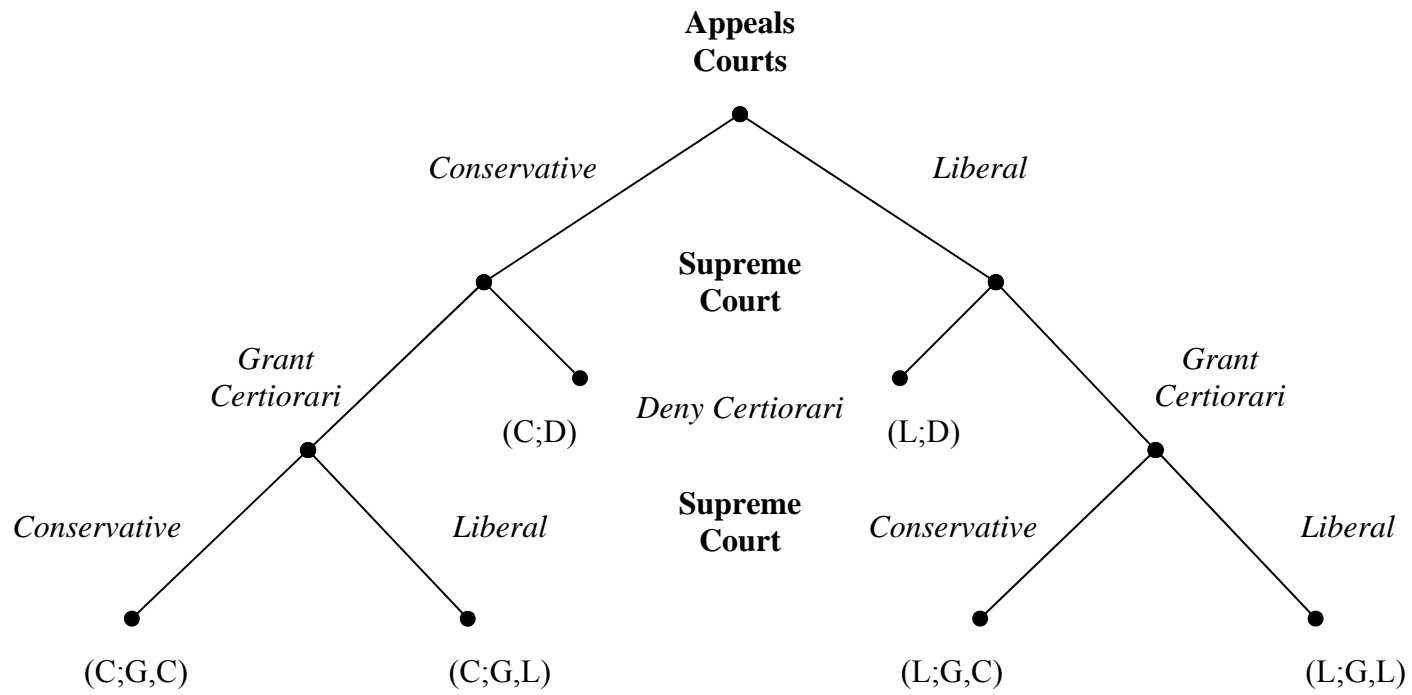 Appeals
Courts
Conservative
Liberal
Supreme
Court
Grant
Certiorari
Grant
Certiorari
Deny Certiorari
(C;D)
(L;D)
Supreme
Court
Conservative
Liberal
Conservative
Liberal
(C;G,C)
(C;G,L)
(L;G,C)
(L;G,L)